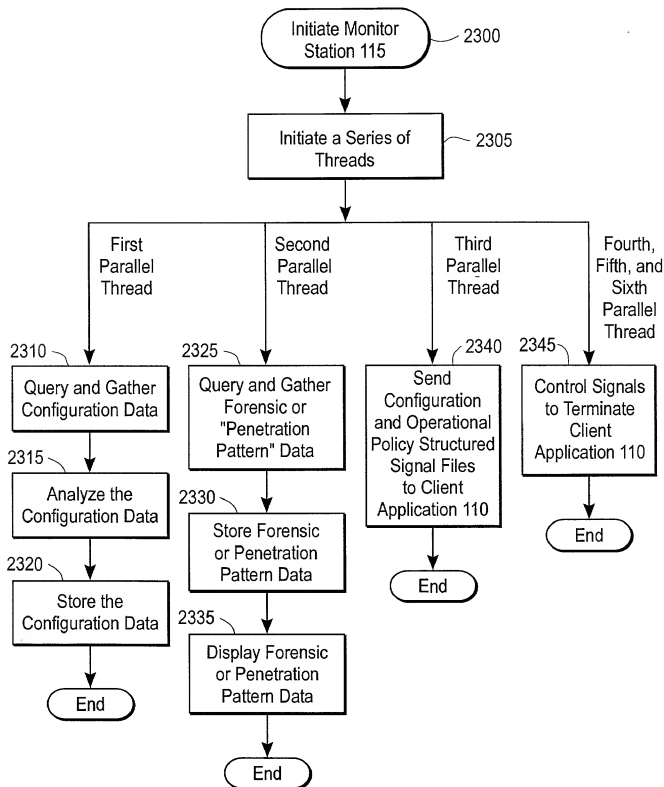 Initiate Monitor
Station 115
2300
Initiate a Series of
Threads
2305
First
Parallel
Thread
Second
Parallel
Thread
Third
Parallel
Thread
Fourth,
Fifth, and
Sixth
Parallel
Thread
2310
Query and Gather
Configuration Data
2315
Analyze the
Configuration Data
2320
Store the
Configuration Data
End
2325
Query and Gather
Forensic or
"Penetration
Pattern" Data
2330
Store Forensic
or Penetration
Pattern Data
2335
Display Forensic
or Penetration
Pattern Data
End
2340
Send
Configuration
and Operational
Policy Structured
Signal Files
to Client
Application 110
End
2345
Control Signals
to Terminate
Client
Application 110
End